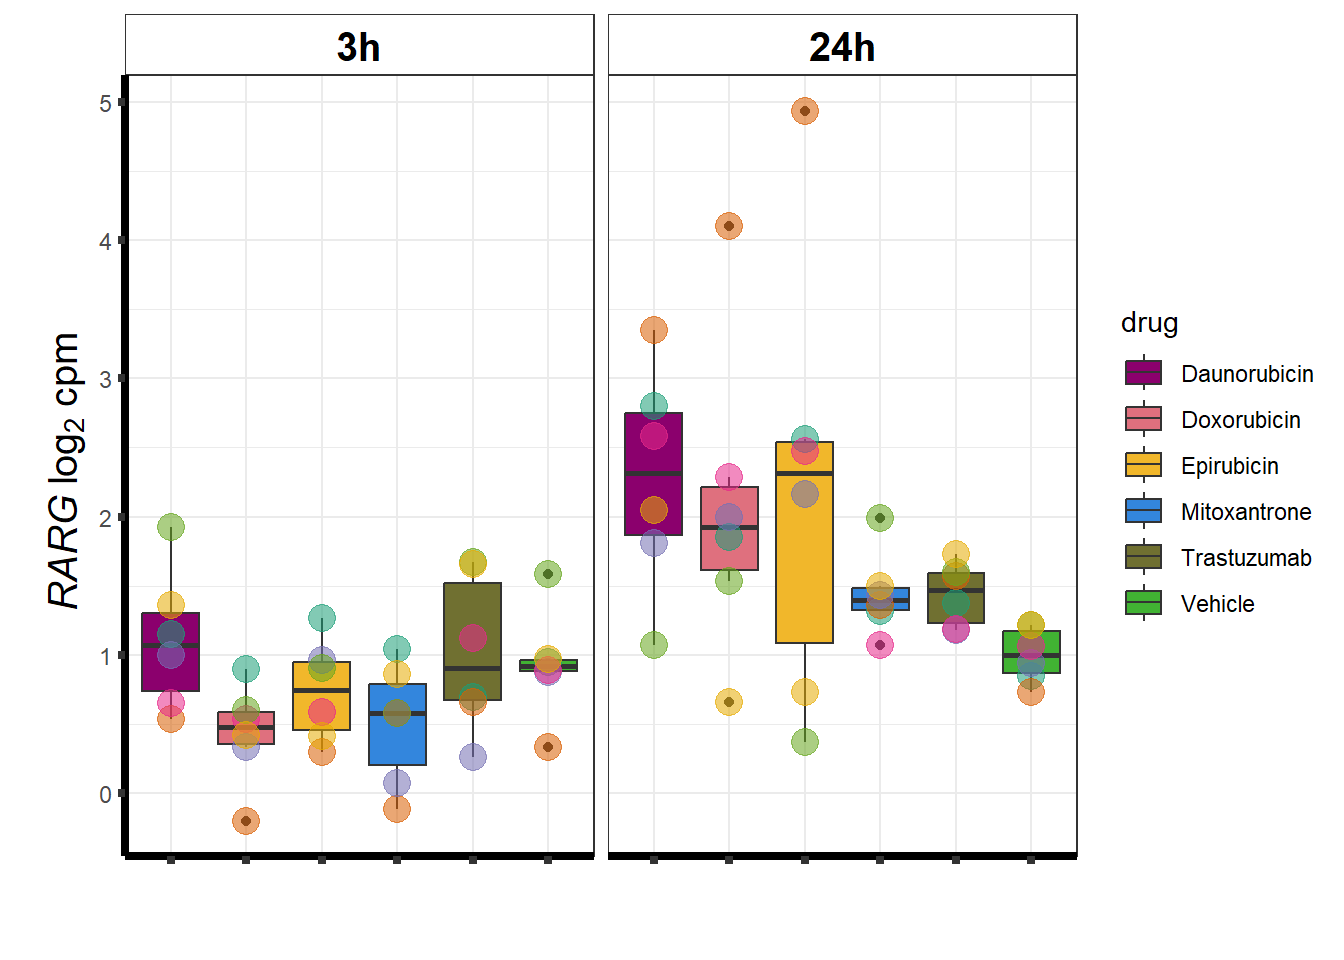 3h
24h
5
4
3
2
1
0
RARG log₂ cpm
drug
Daunorubicin
Doxorubicin
Epirubicin
Mitoxantrone
Trastuzumab
Vehicle